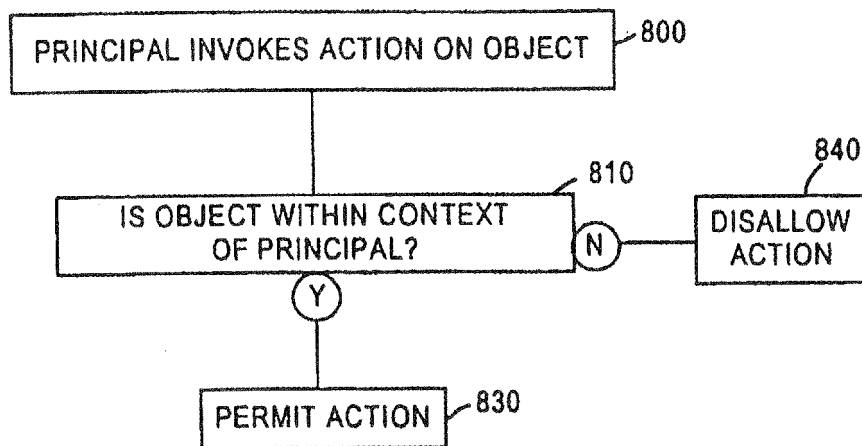 PRINCIPAL INVOKES ACTION ON OBJECT
800
810
IS OBJECT WITHIN CONTEXT
OF PRINCIPAL?
N
840
DISALLOW
ACTION
Y
PERMIT ACTION
830